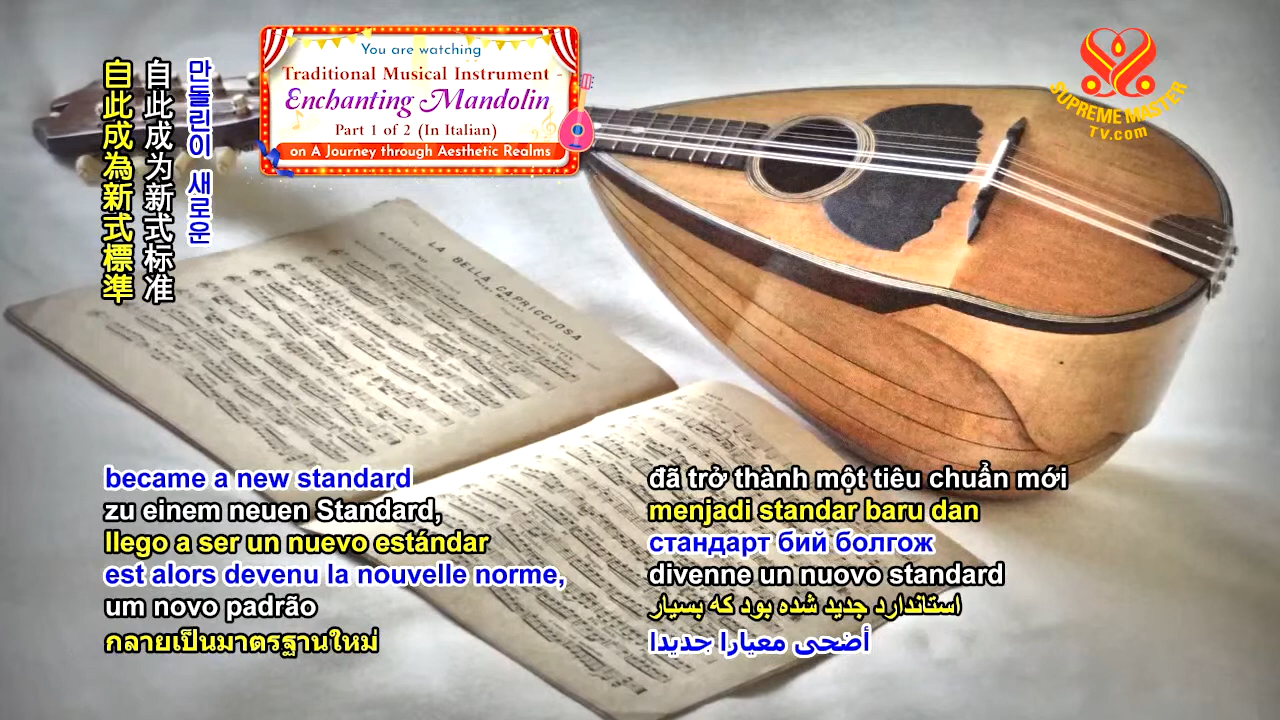 You are watching
Traditional Musical Instrument -
Enchanting Mandolin
Part 1 of 2 (In Italian)
on A Journey through Aesthetic Realms
SUPREME MASTER
TV.com
自此成為新式標準
自此成为新式标准
만돌린이 새로운
LA BELLA CAPRICCIOSA
became a new standard
zu einem neuen Standard,
llego a ser un nuevo estándar
est alors devenu la nouvelle norme,
um novo padrão
กลายเป็นมาตรฐานใหม่
đã trở thành một tiêu chuẩn mới
menjadi standar baru dan
стандарт бий болгож
divenne un nuovo standard
استاندارد جدید شده بود که بسیار
أضحى معيارا جديدا